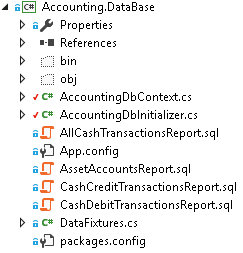 Accounting.DataBase
Properties
References
bin
obj
AccountingDbContext.cs
AccountingDbInitializer.cs
AllCashTransactionsReport.sql
App.config
AssetAccountsReport.sql
CashCreditTransactionsReport.sql
CashDebitTransactionsReport.sql
DataFixtures.cs
packages.config